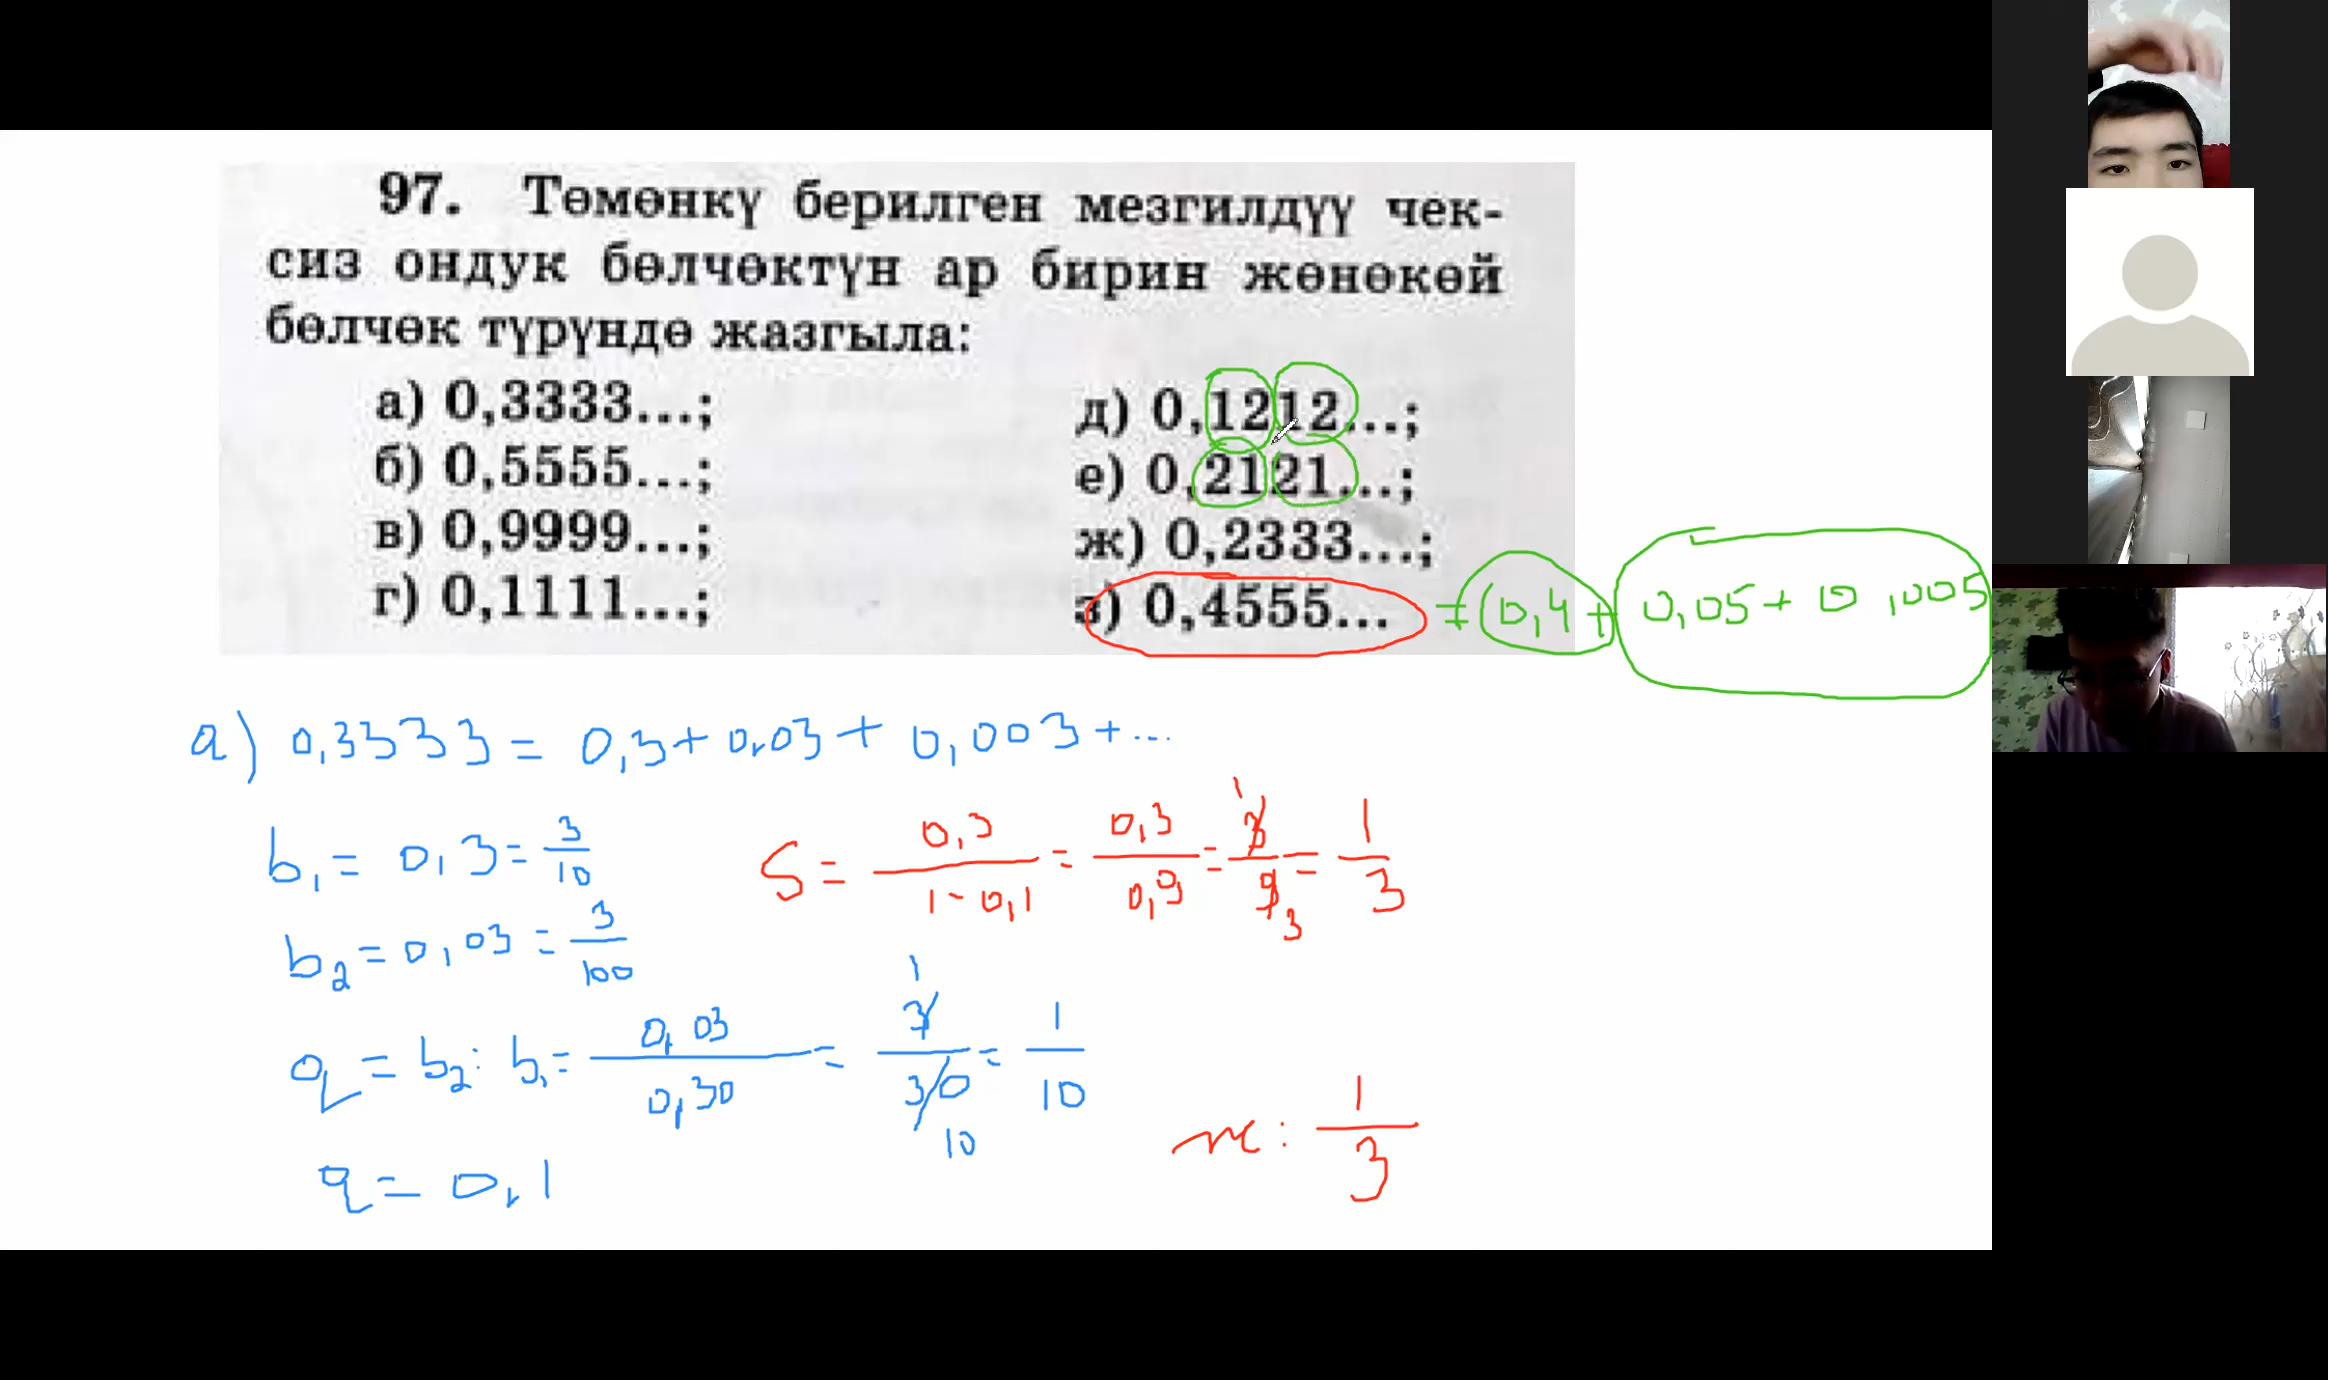 97. Төмөнкү берилген мезгилдүү чек-
сиз ондук бөлчөктүн ар бирин жөнөкөй
бөлчөк түрүндө жазгыла:
а) 0,3333...;
б) 0,5555...;
в) 0,9999...;
г) 0,1111...;
д) 0,1212...;
е) 0,2121...;
ж) 0,2333...;
з) 0,4555... = 0,4 + 0,05 + 0,005
а) 0,3333 = 0,3 + 0,03 + 0,003 + ...
b₁ = 0,3 = 3/10
b₂ = 0,03 = 3/100
q = b₂ : b₁ = 0,03/0,30 = 3/30 = 1/10
1
10
q = 0,1
S = 0,3/(1-0,1) = 0,3/0,9 = 3/9 = 1/3
1
3
ж: 1/3